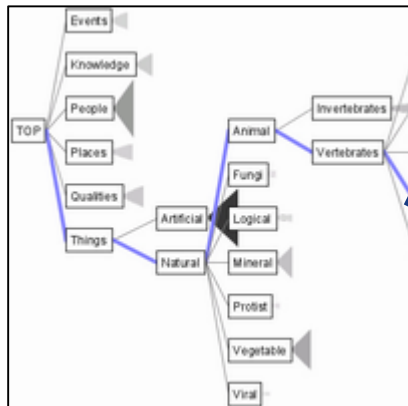 TOP
Events
Knowledge
People
Places
Qualities
Things
Artificial
Natural
Animal
Fungi
Logical
Mineral
Protist
Vegetable
Viral
Invertebrates
Vertebrates